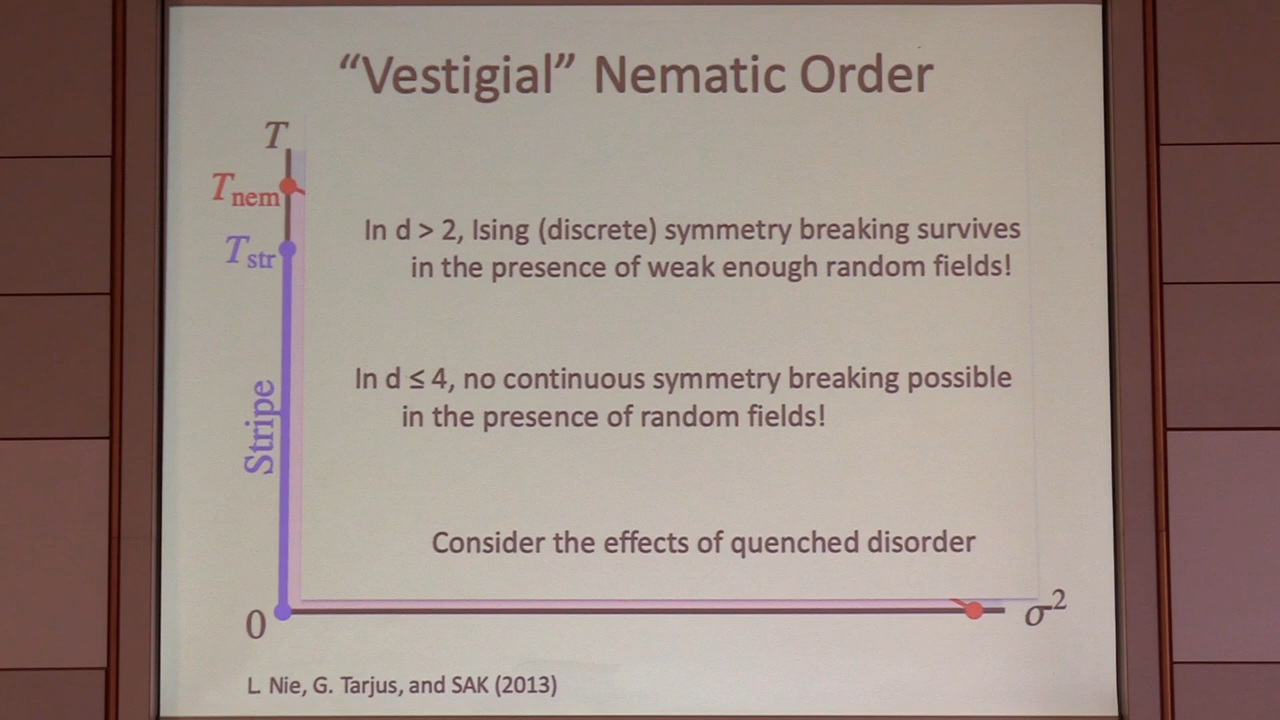 “Vestigial” Nematic Order
T
Tnem
Tstr
In d > 2, Ising (discrete) symmetry breaking survives
in the presence of weak enough random fields!
In d ≤ 4, no continuous symmetry breaking possible
in the presence of random fields!
Stripe
Consider the effects of quenched disorder
0
σ²
L. Nie, G. Tarjus, and SAK (2013)